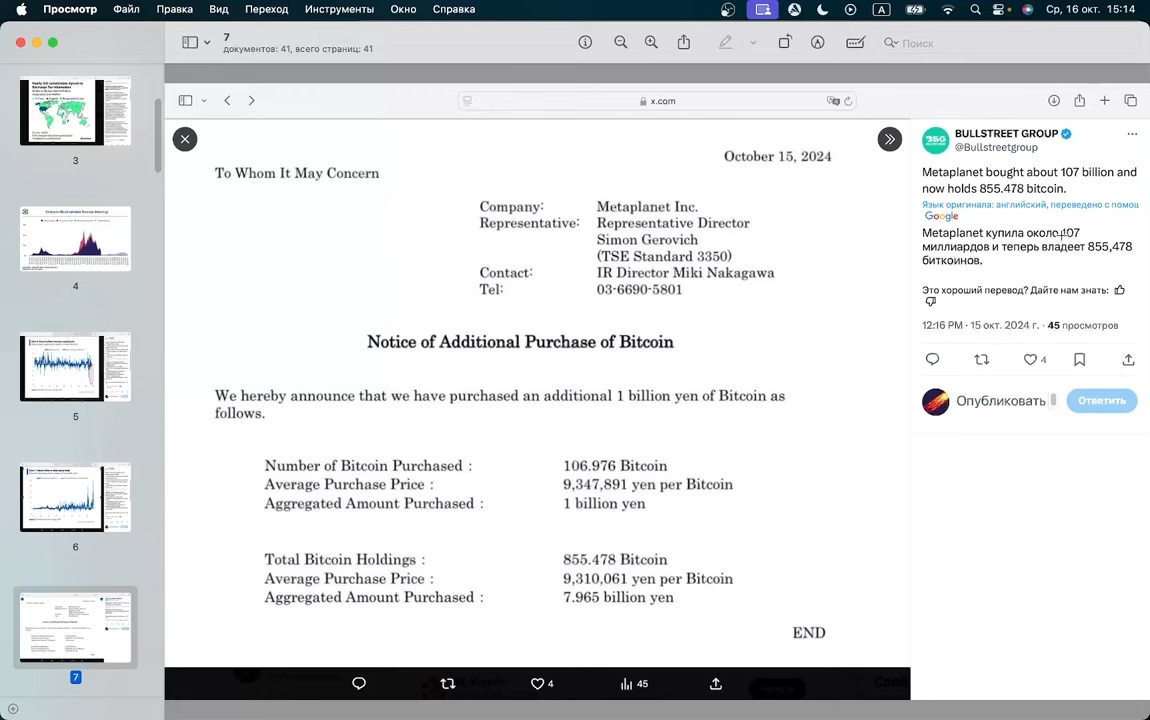 Просмотр Файл Правка Вид Переход Инструменты Окно Справка
A
Ср, 16 окт. 15:14
7
документов: 41, всего страниц: 41
Поиск
3
4
5
6
7
x.com
October 15, 2024
To Whom It May Concern
Company: Metaplanet Inc.
Representative: Representative Director
Simon Gerovich
(TSE Standard 3350)
Contact: IR Director Miki Nakagawa
Tel: 03-6690-5801
Notice of Additional Purchase of Bitcoin
We hereby announce that we have purchased an additional 1 billion yen of Bitcoin as
follows.
Number of Bitcoin Purchased : 106.976 Bitcoin
Average Purchase Price : 9,347,891 yen per Bitcoin
Aggregated Amount Purchased : 1 billion yen
Total Bitcoin Holdings : 855.478 Bitcoin
Average Purchase Price : 9,310,061 yen per Bitcoin
Aggregated Amount Purchased : 7.965 billion yen
END
4
45
BULLSTREET GROUP
@Bullstreetgroup
Metaplanet bought about 107 billion and
now holds 855.478 bitcoin.
Язык оригинала: английский, переведено с помощ
Google
Metaplanet купила около 107
миллиардов и теперь владеет 855,478
биткоинов.
Это хороший перевод? Дайте нам знать:
12:16 PM · 15 окт. 2024 г. · 45 просмотров
4
Опубликовать
Ответить